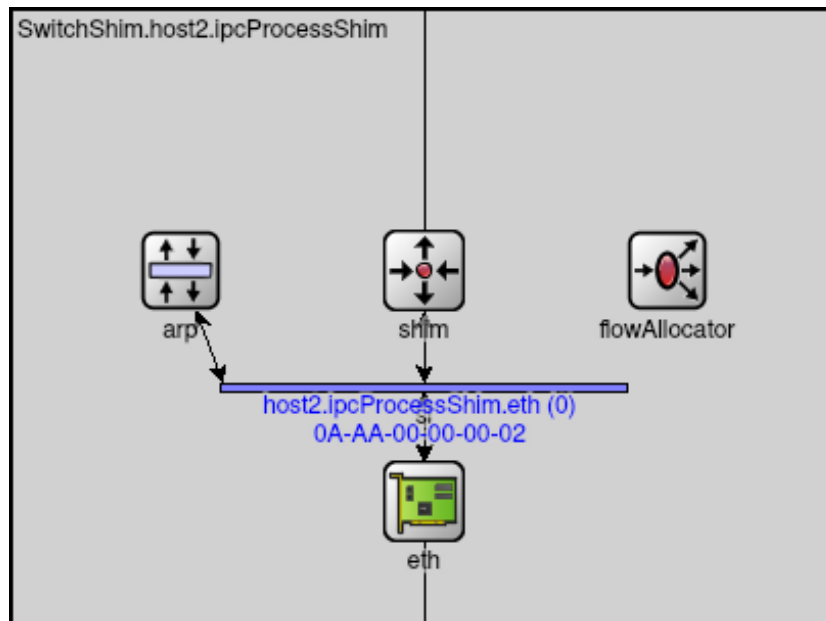 SwitchShim.host2.ipcProcessShim
arp
shim
flowAllocator
host2.ipcProcessShim.eth (0)
0A-AA-00-00-00-02
eth